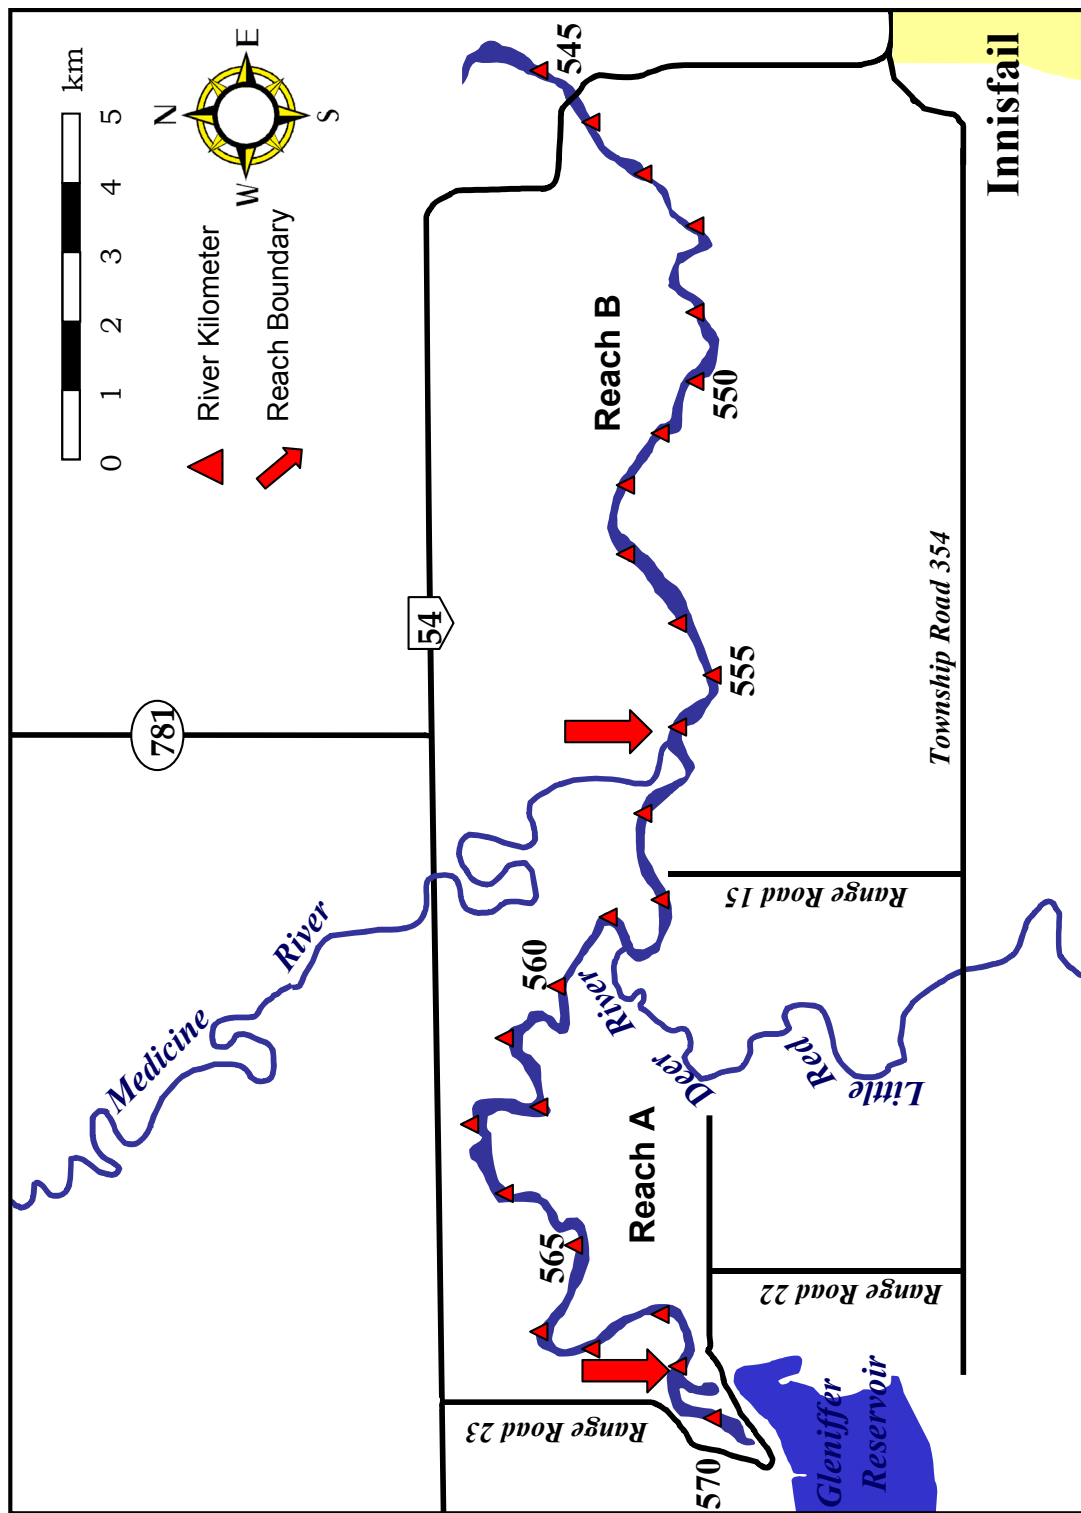 0 1 2 3 4 5
km
N
E
S
W
River Kilometer
Reach Boundary
781
54
Medicine
River
545
550
555
560
565
570
Reach B
Reach A
Little
Red
Deer
River
Range Road 15
Range Road 22
Range Road 23
Township Road 354
Innisfail
Gleniffer
Reservoir